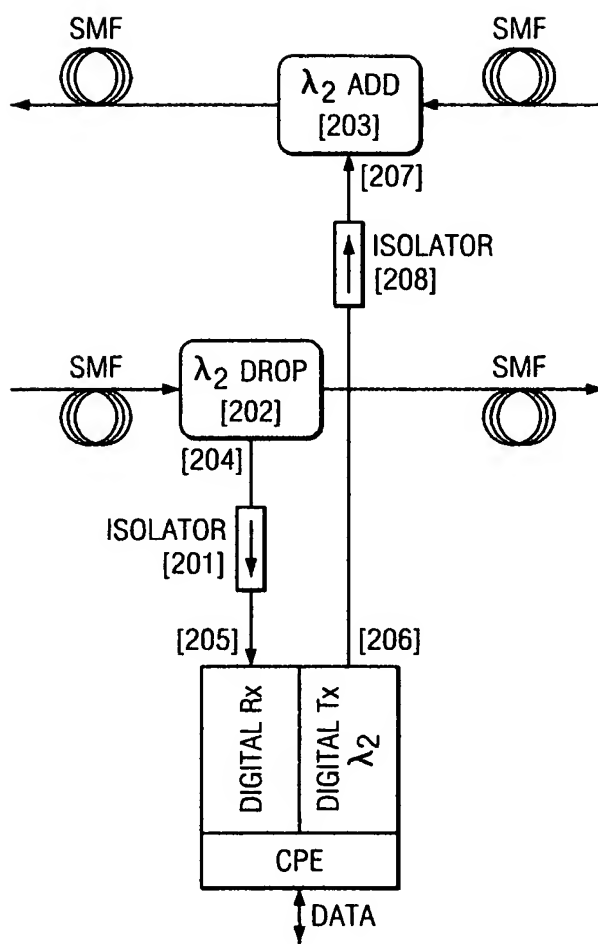 SMF
SMF
λ2 ADD
[203]
[207]
ISOLATOR
[208]
SMF
λ2 DROP
[202]
SMF
[204]
ISOLATOR
[201]
[205]
[206]
DIGITAL Rx
DIGITAL Tx
λ2
CPE
DATA